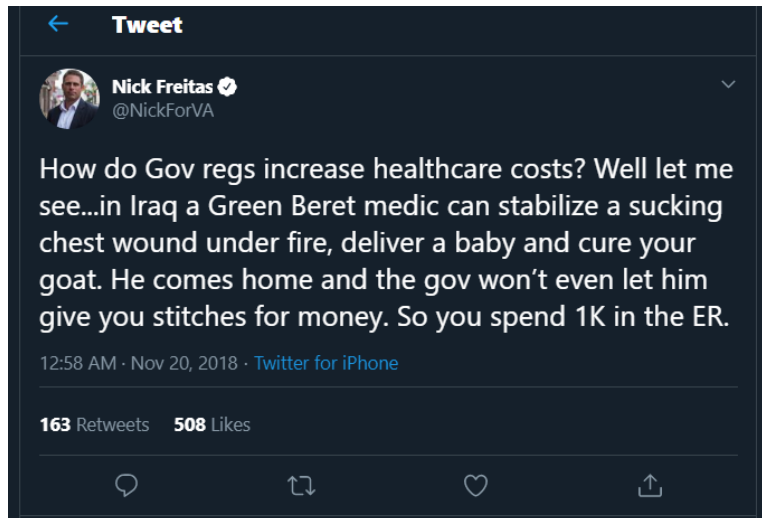 Tweet
Nick Freitas
@NickForVA
How do Gov regs increase healthcare costs? Well let me
see...in Iraq a Green Beret medic can stabilize a sucking
chest wound under fire, deliver a baby and cure your
goat. He comes home and the gov won’t even let him
give you stitches for money. So you spend 1K in the ER.
12:58 AM · Nov 20, 2018 · Twitter for iPhone
163 Retweets 508 Likes